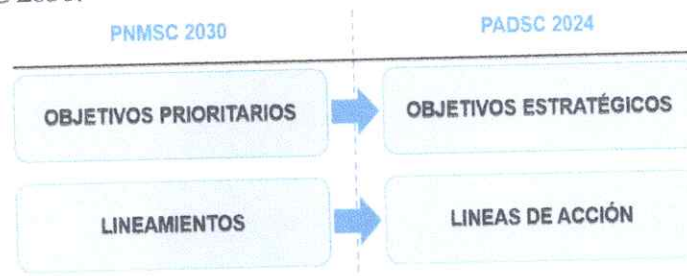 PNMSC 2030 PADSC 2024
OBJETIVOS PRIORITARIOS OBJETIVOS ESTRATÉGICOS
LINEAMIENTOS LINEAS DE ACCIÓN